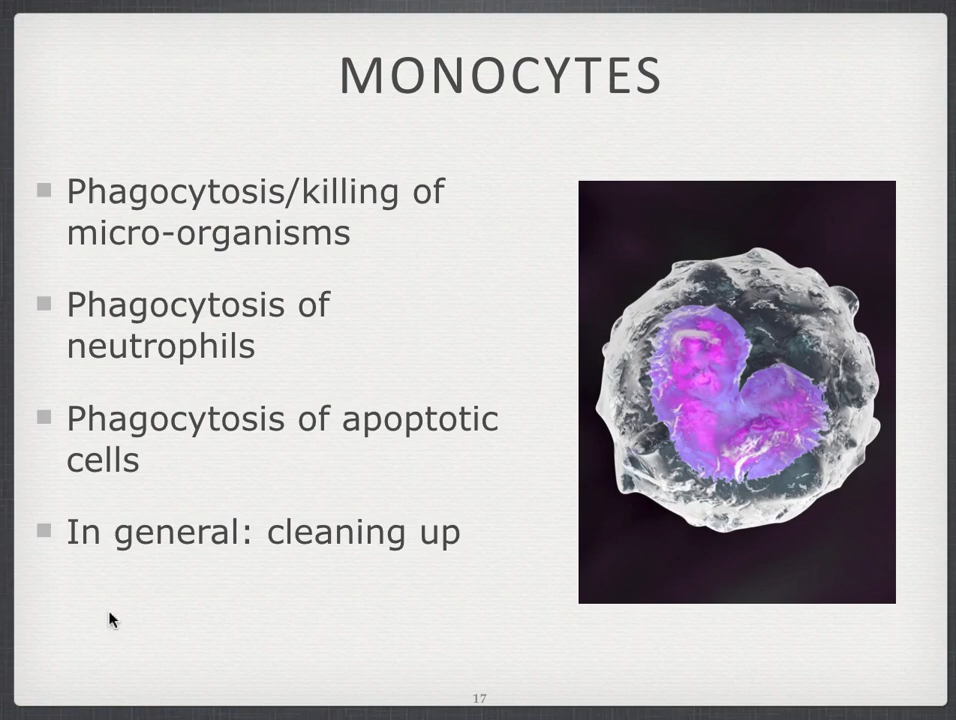 MONOCYTES
Phagocytosis/killing of
micro-organisms
Phagocytosis of
neutrophils
Phagocytosis of apoptotic
cells
In general: cleaning up
17